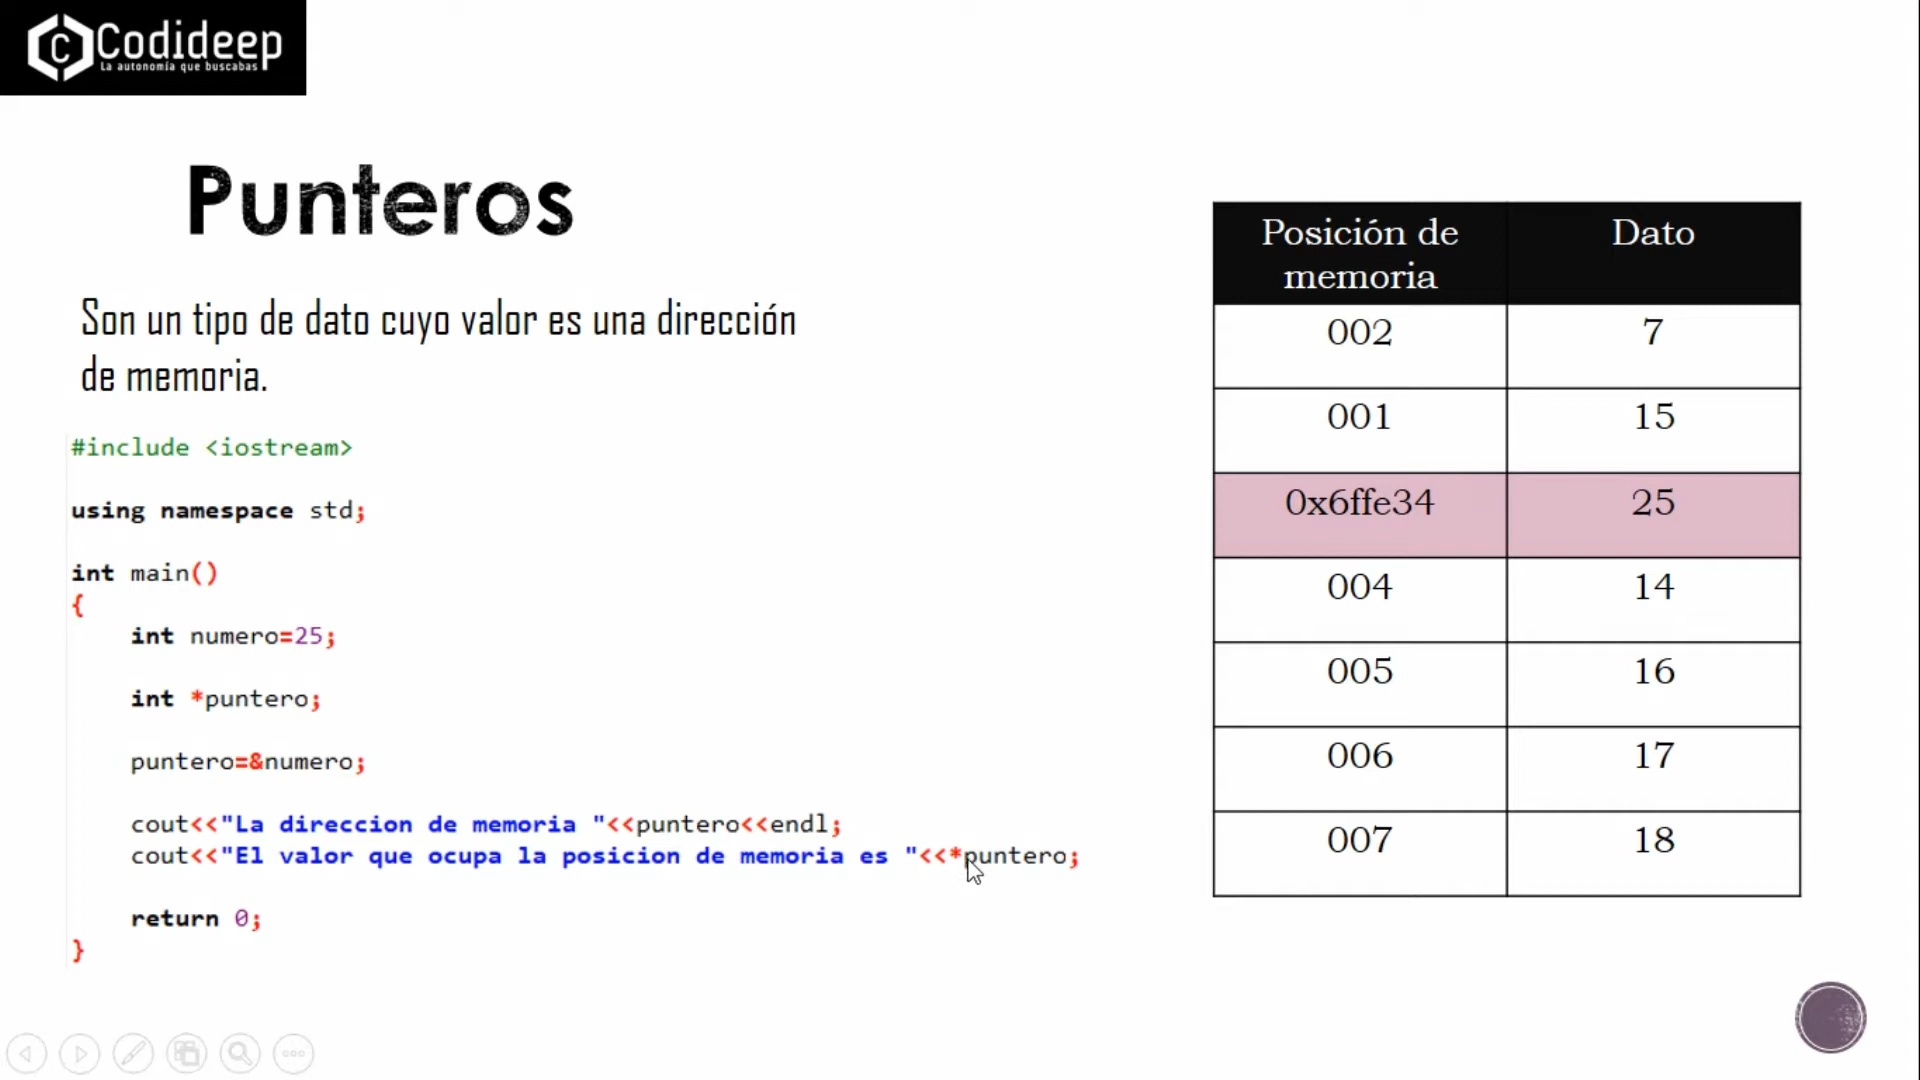 Codideep
La autonomía que buscabas
Punteros
Son un tipo de dato cuyo valor es una dirección
de memoria.
#include <iostream>
using namespace std;
int main()
{
int numero=25;
int *puntero;
puntero=&numero;
cout<<"La direccion de memoria "<<puntero<<endl;
cout<<"El valor que ocupa la posicion de memoria es "<<*puntero;
return 0;
}
Posición de memoria Dato
002 7
001 15
0x6ffe34 25
004 14
005 16
006 17
007 18